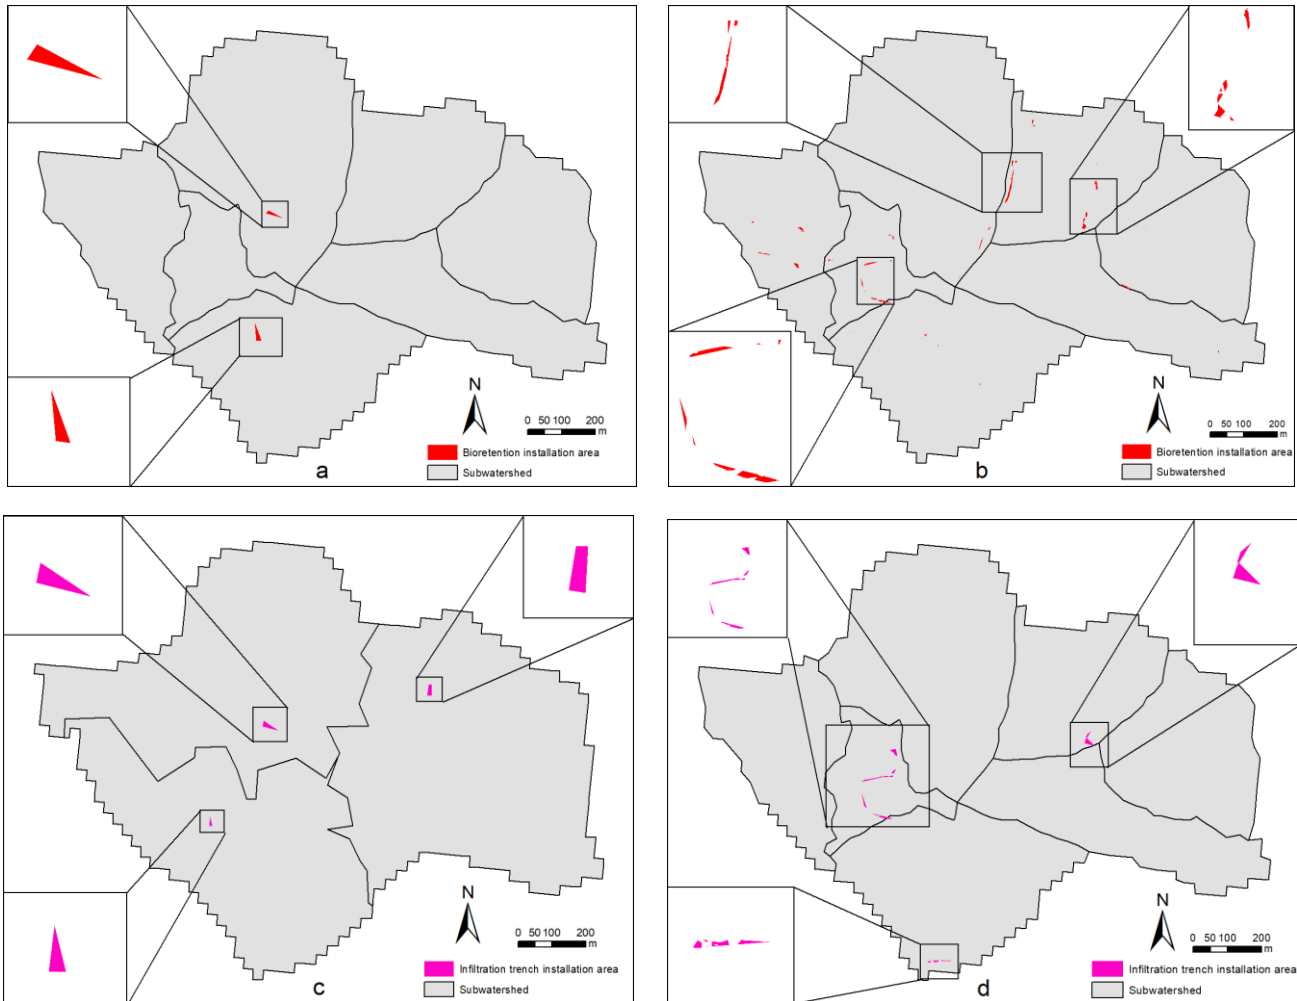 N
0 50 100 200
m
Bioretention installation area
Subwatershed
a
N
0 50 100 200
m
Bioretention installation area
Subwatershed
b
N
0 50 100 200
m
Infiltration trench installation area
Subwatershed
c
N
0 50 100 200
m
Infiltration trench installation area
Subwatershed
d